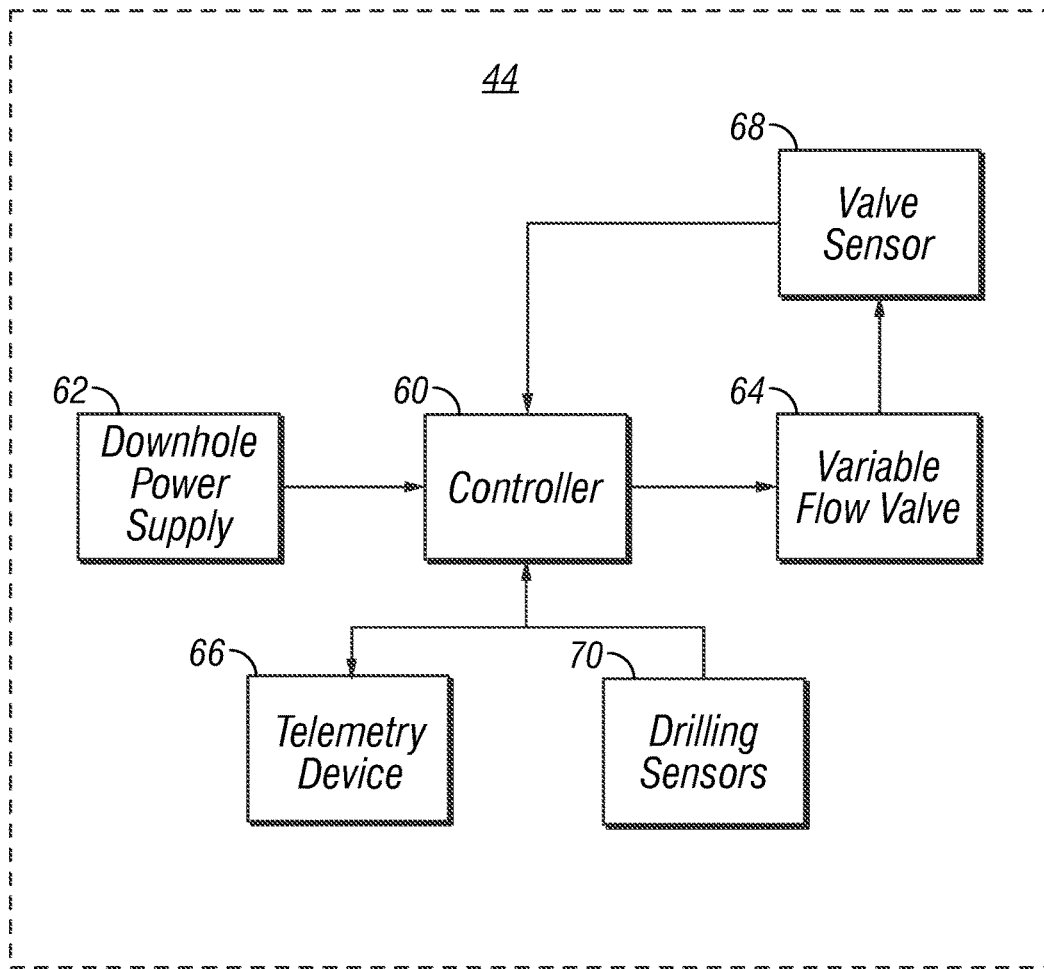 44
68
Valve
Sensor
62
Downhole
Power
Supply
60
Controller
64
Variable
Flow Valve
66
Telemetry
Device
70
Drilling
Sensors